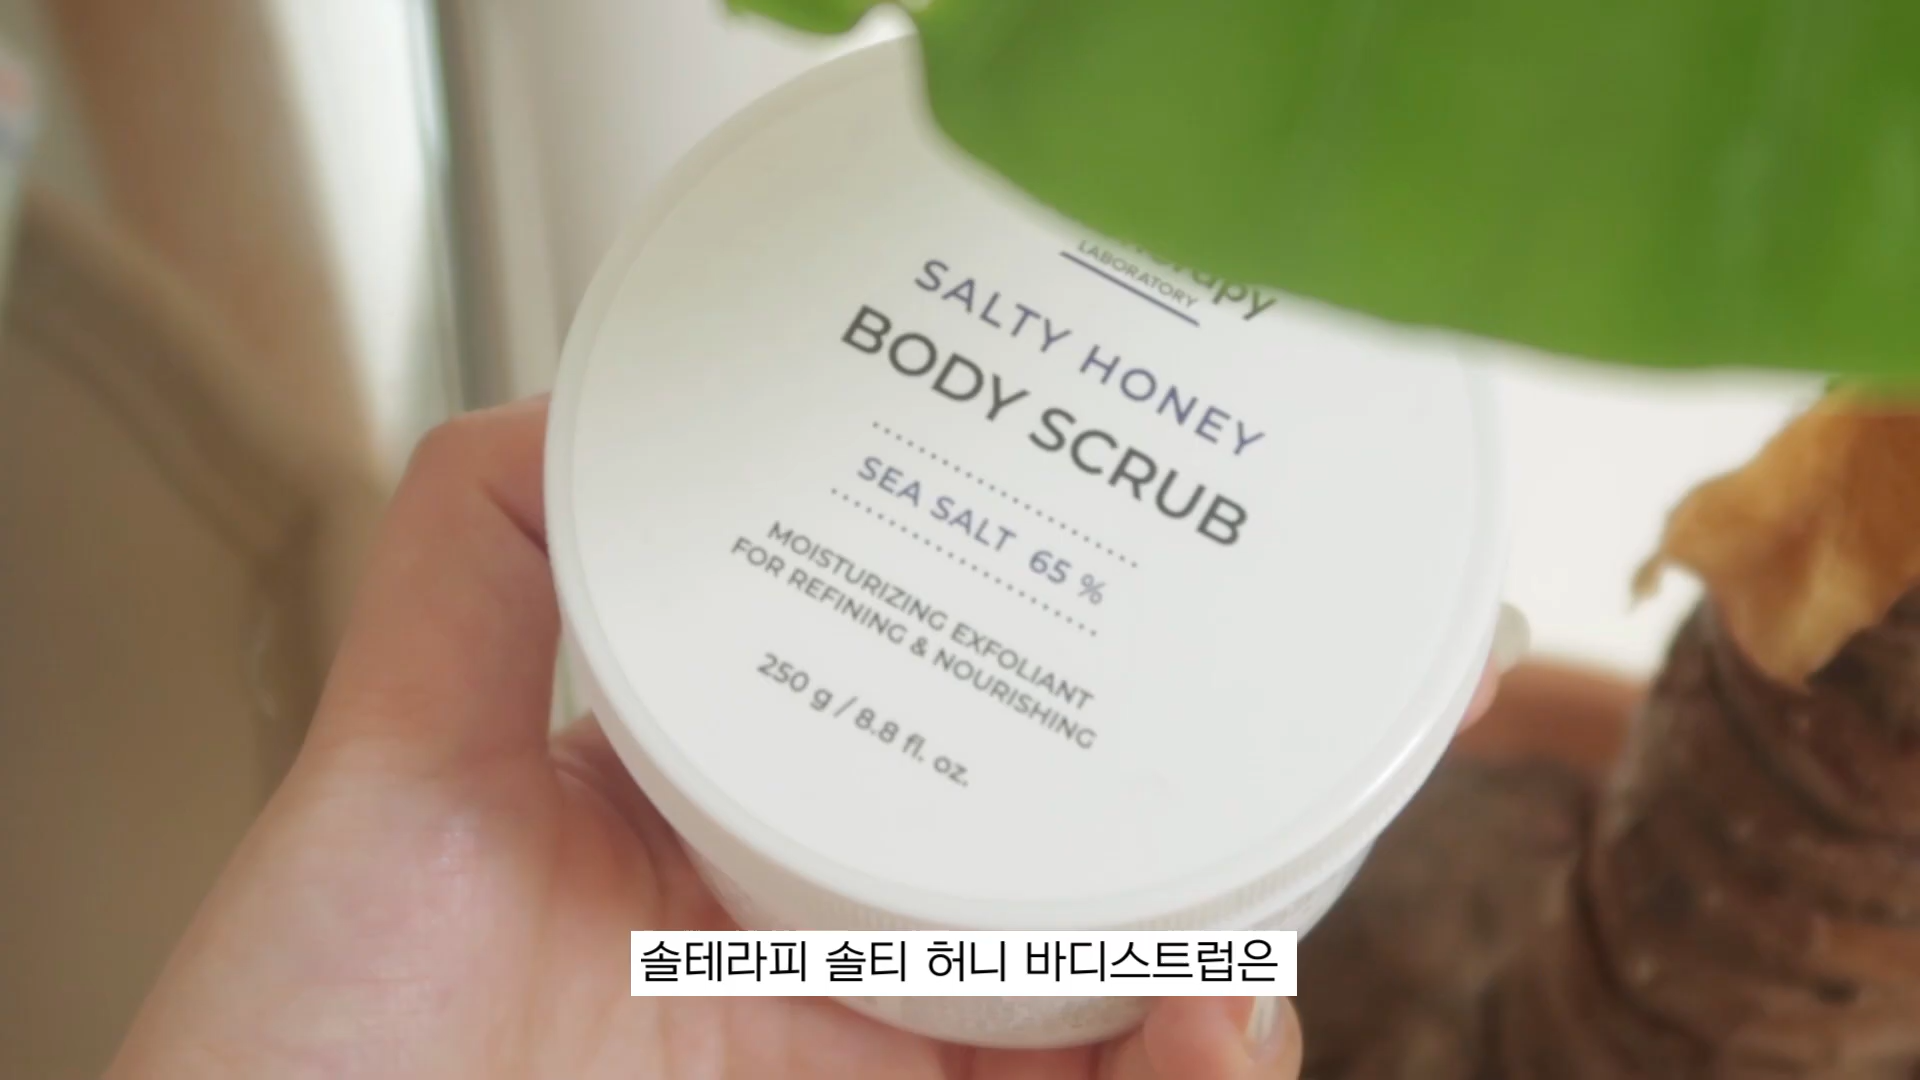 LABORATORY
SALTY HONEY
BODY SCRUB
SEA SALT 65 %
MOISTURIZING EXFOLIANT
FOR REFINING & NOURISHING
250 g / 8.8 fl. oz.
솔테라피 솔티 허니 바디스트럽은